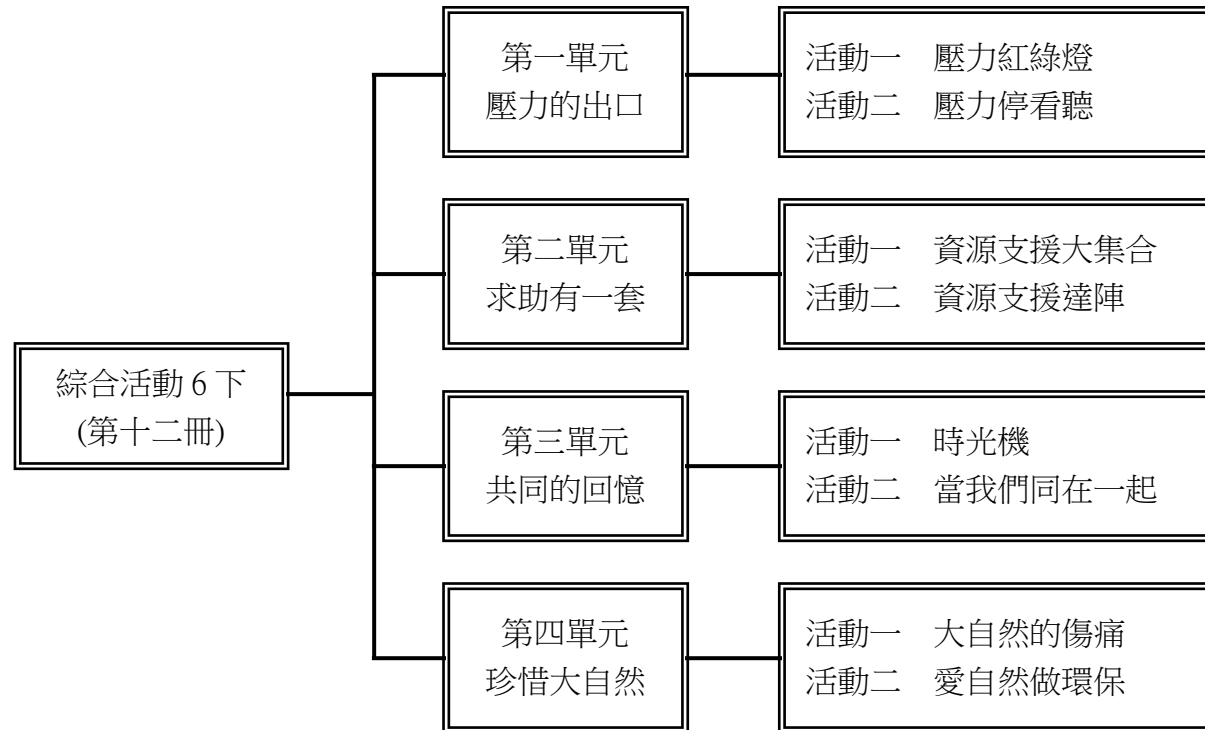 綜合活動 6 下
(第十二冊)
第一單元
壓力的出口
活動一　壓力紅綠燈
活動二　壓力停看聽
第二單元
求助有一套
活動一　資源支援大集合
活動二　資源支援達陣
第三單元
共同的回憶
活動一　時光機
活動二　當我們同在一起
第四單元
珍惜大自然
活動一　大自然的傷痛
活動二　愛自然做環保